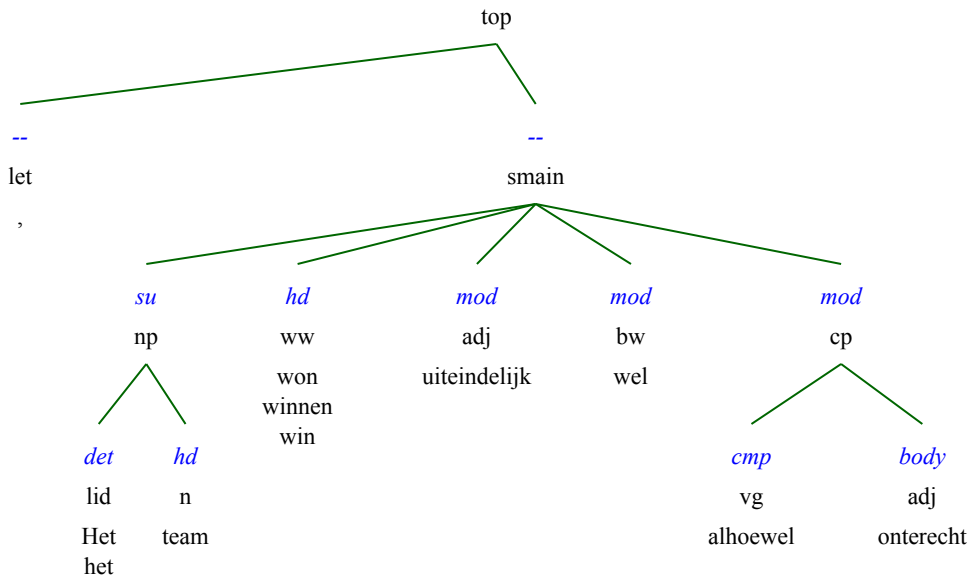 top
-- --
let smain
,
su hd mod mod mod
np ww adj bw cp
won uiteindelijk wel
winnen
win
det hd cmp body
lid n vg adj
Het team alhoewel onterecht
het